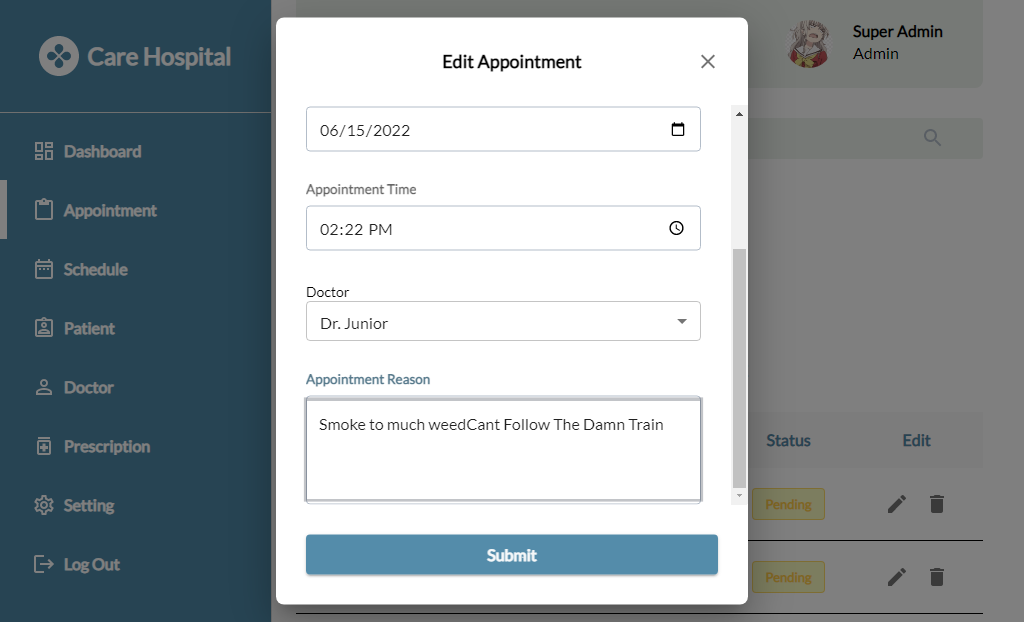 Care Hospital
Dashboard
Appointment
Schedule
Patient
Doctor
Prescription
Setting
Log Out
Super Admin
Admin
Edit Appointment
06/15/2022
Appointment Time
02:22 PM
Doctor
Dr. Junior
Appointment Reason
Smoke to much weedCant Follow The Damn Train
Submit
Status Edit
Pending
Pending